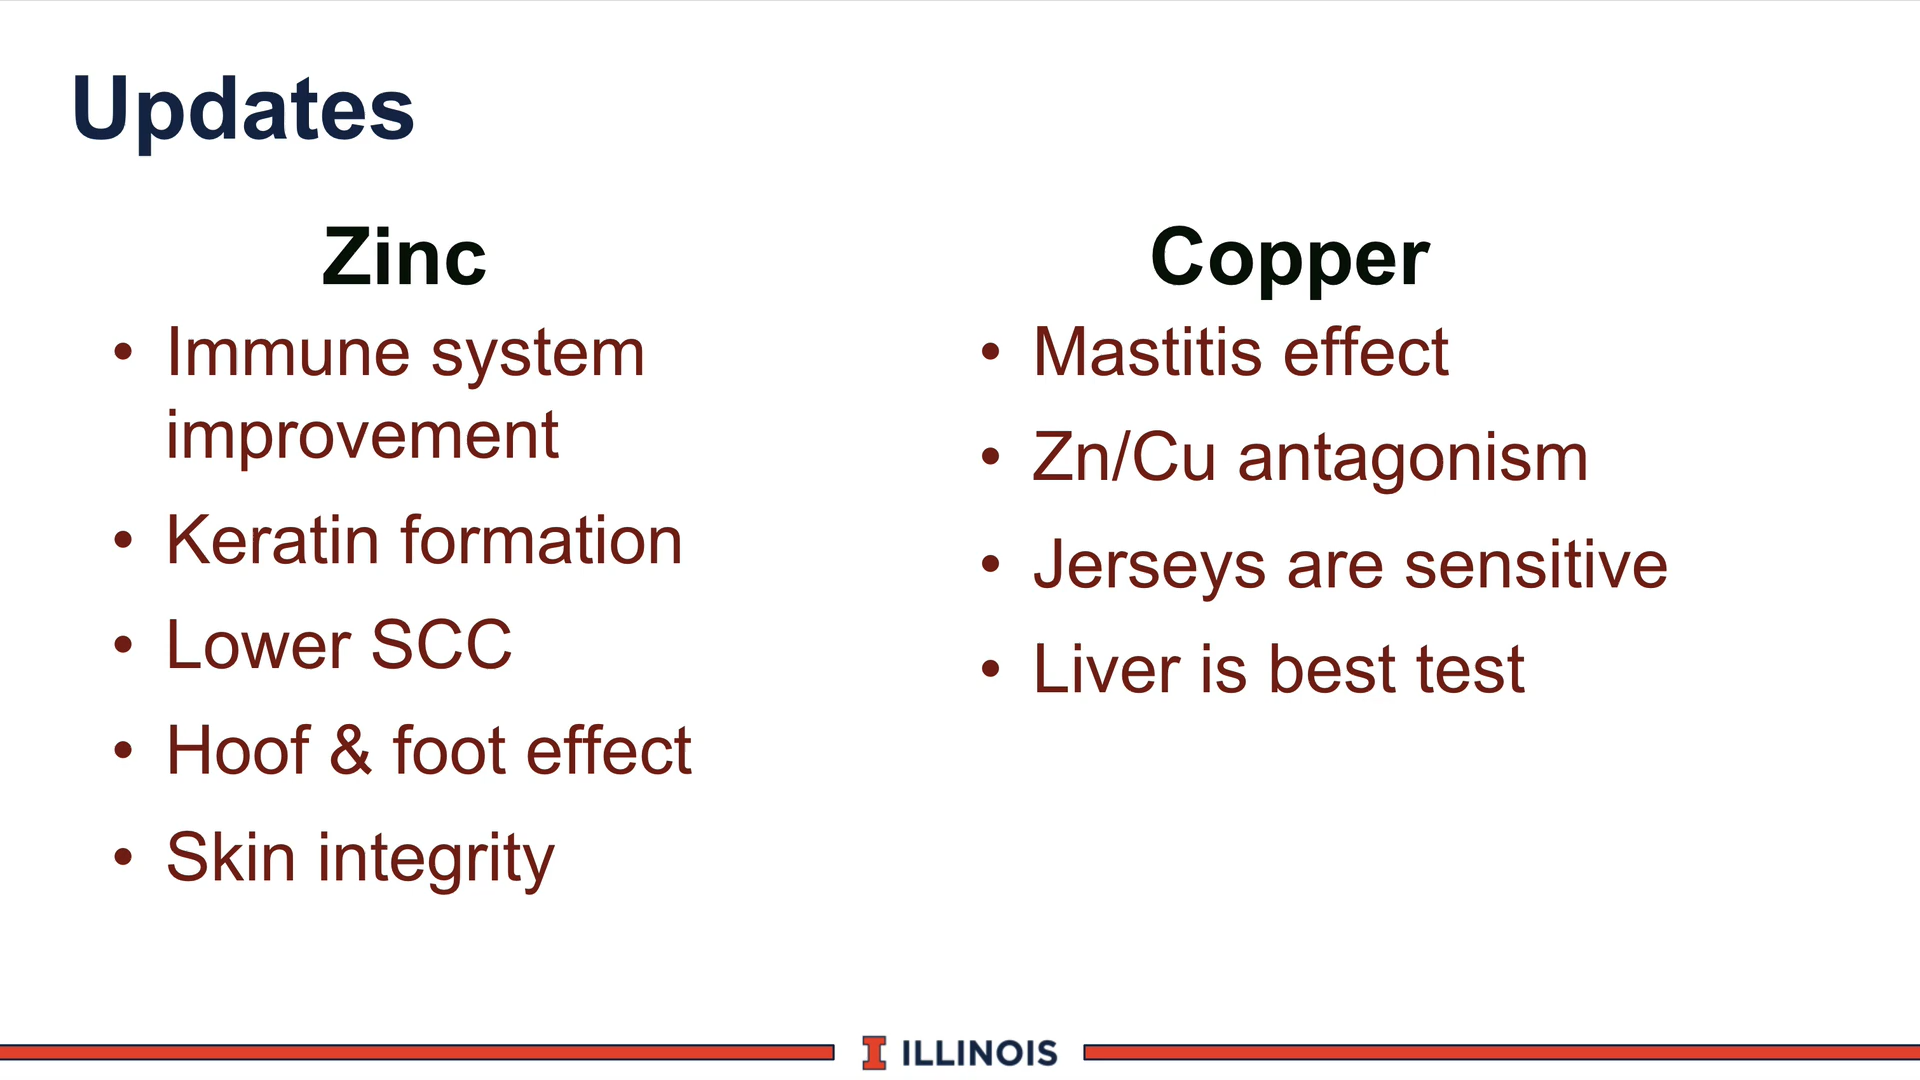 Updates
Zinc
• Immune system
improvement
• Keratin formation
• Lower SCC
• Hoof & foot effect
• Skin integrity
Copper
• Mastitis effect
• Zn/Cu antagonism
• Jerseys are sensitive
• Liver is best test
I ILLINOIS